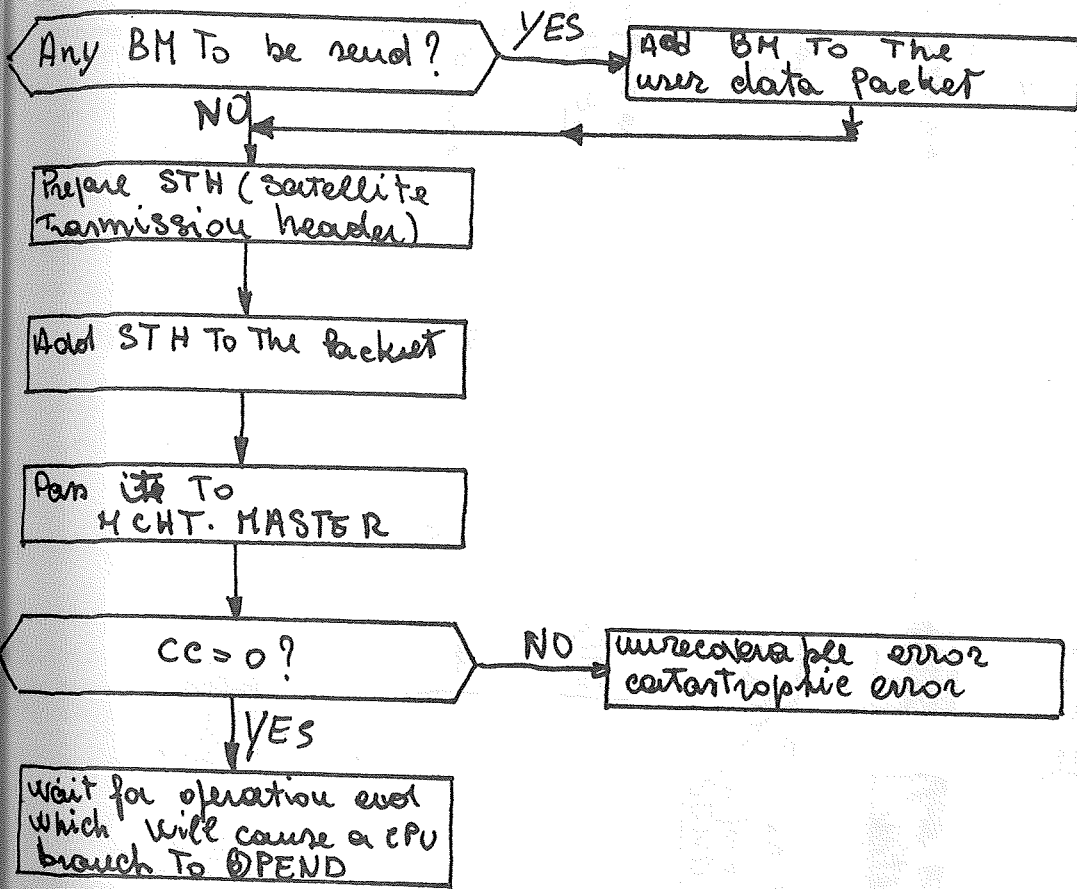 Any BM To be send?
YES
Add BM To The
user data Packet
NO
Prepare STH (satellite
Trasmission header)
Add STH To The Packet
Pass it To
MCHT. MASTER
CC=0?
NO
unrecoverable error
catastrophic error
YES
wait for operation end
which will cause a CPU
branch To OPEND